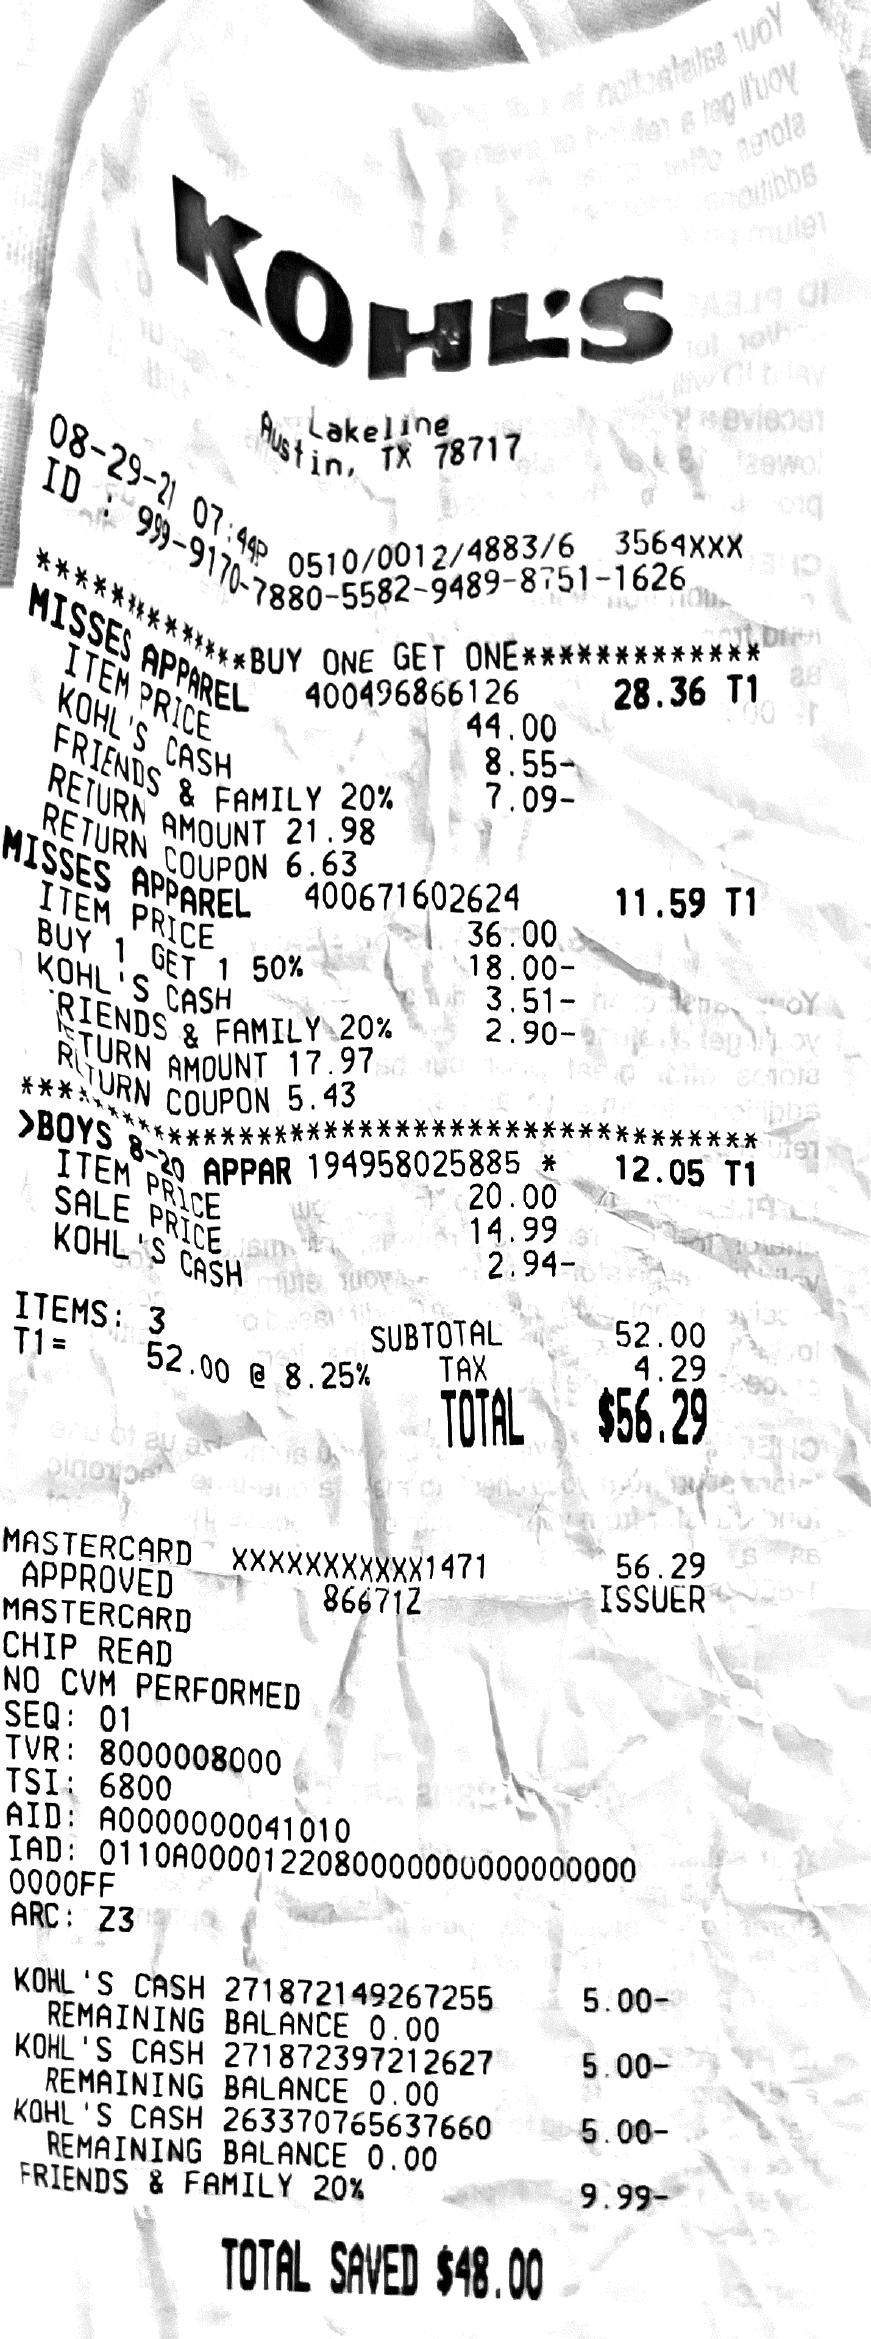 KOHL'S
Lakeline
Austin, TX 78717
08-29-21 07:44P 0510/0012/4883/6 3564XXX
ID : 999-9170-7880-5582-9489-8751-1626
*************BUY ONE GET ONE*************
MISSES APPAREL 400496866126 28.36 T1
ITEM PRICE 44.00
KOHL'S CASH 8.55-
FRIENDS & FAMILY 20% 7.09-
RETURN AMOUNT 21.98
RETURN COUPON 6.63
MISSES APPAREL 400671602624 11.59 T1
ITEM PRICE 36.00
BUY 1 GET 1 50% 18.00-
KOHL'S CASH 3.51-
FRIENDS & FAMILY 20% 2.90-
RETURN AMOUNT 17.97
RETURN COUPON 5.43
******************************************
>BOYS 8-20 APPAR 194958025885 * 12.05 T1
ITEM PRICE 20.00
SALE PRICE 14.99
KOHL'S CASH 2.94-
ITEMS: 3 SUBTOTAL 52.00
T1= 52.00 @ 8.25% TAX 4.29
TOTAL $56.29
MASTERCARD XXXXXXXXXXXX1471 56.29
APPROVED 86671Z ISSUER
MASTERCARD
CHIP READ
NO CVM PERFORMED
SEQ: 01
TVR: 8000008000
TSI: 6800
AID: A0000000041010
IAD: 0110A00001220800000000000000
0000FF
ARC: Z3
KOHL'S CASH 271872149267255 5.00-
REMAINING BALANCE 0.00
KOHL'S CASH 271872397212627 5.00-
REMAINING BALANCE 0.00
KOHL'S CASH 263370765637660 5.00-
REMAINING BALANCE 0.00
FRIENDS & FAMILY 20% 9.99-
TOTAL SAVED $48.00